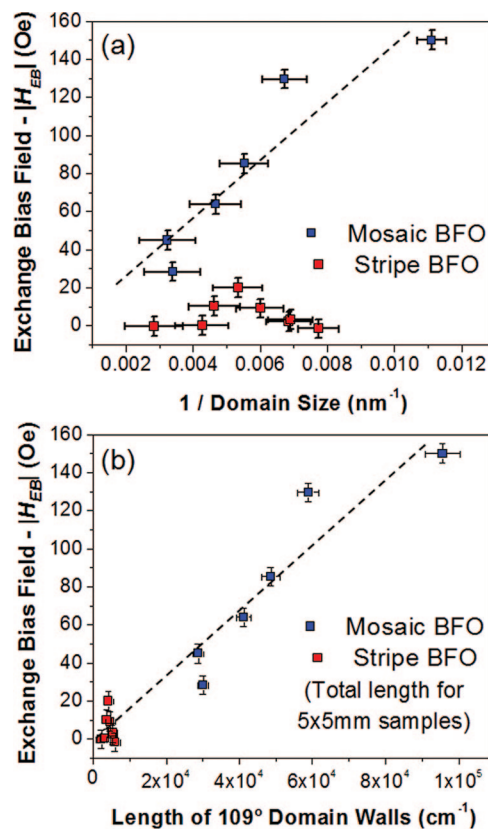 160
(a)
140
120
100
80
60
40
20
0
Exchange Bias Field - |H_EB| (Oe)
Mosaic BFO
Stripe BFO
0.002 0.004 0.006 0.008 0.010 0.012
1 / Domain Size (nm⁻¹)
160
(b)
140
120
100
80
60
40
20
0
Exchange Bias Field - |H_EB| (Oe)
Mosaic BFO
Stripe BFO
(Total length for
5x5mm samples)
0 2x10⁴ 4x10⁴ 6x10⁴ 8x10⁴ 1x10⁵
Length of 109º Domain Walls (cm⁻¹)